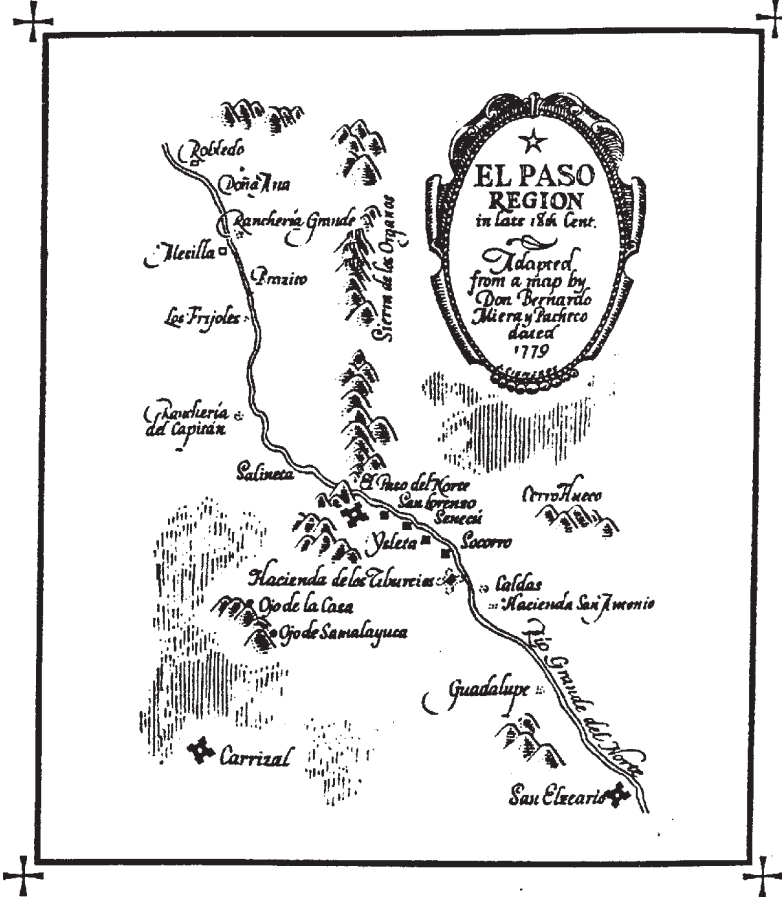 Robledo
Doña Ana
Ranchería Grande
Mesilla
Brazito
Los Frijoles
Sierra de los Organos
EL PASO
REGION
in late 18th Cent.
Adapted
from a map by
Don Bernardo
Miera y Pacheco
dated
1779
Ranchería
del Capitán
Salineta
El Paso del Norte
San Lorenzo
Senecú
Ysleta
Socorro
Cerro Hueco
Hacienda de los Tiburcios
Caldas
Hacienda San Antonio
Ojo de la Casa
Ojo de Samalayuca
Río Grande del Norte
Guadalupe
Carrizal
San Elzeario